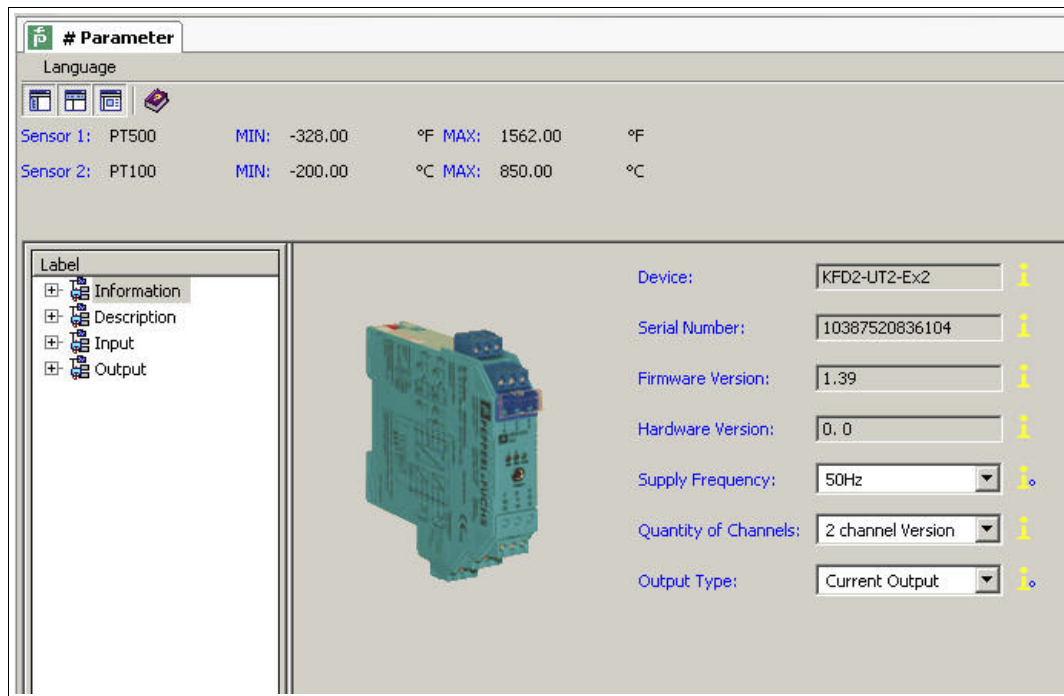 # Parameter
Language
Sensor 1: PT500 MIN: -328.00 °F MAX: 1562.00 °F
Sensor 2: PT100 MIN: -200.00 °C MAX: 850.00 °C
Label
Information
Description
Input
Output
Device: KFD2-UT2-Ex2
Serial Number: 10387520836104
Firmware Version: 1.39
Hardware Version: 0. 0
Supply Frequency: 50Hz
Quantity of Channels: 2 channel Version
Output Type: Current Output
PEPPERL+FUCHS